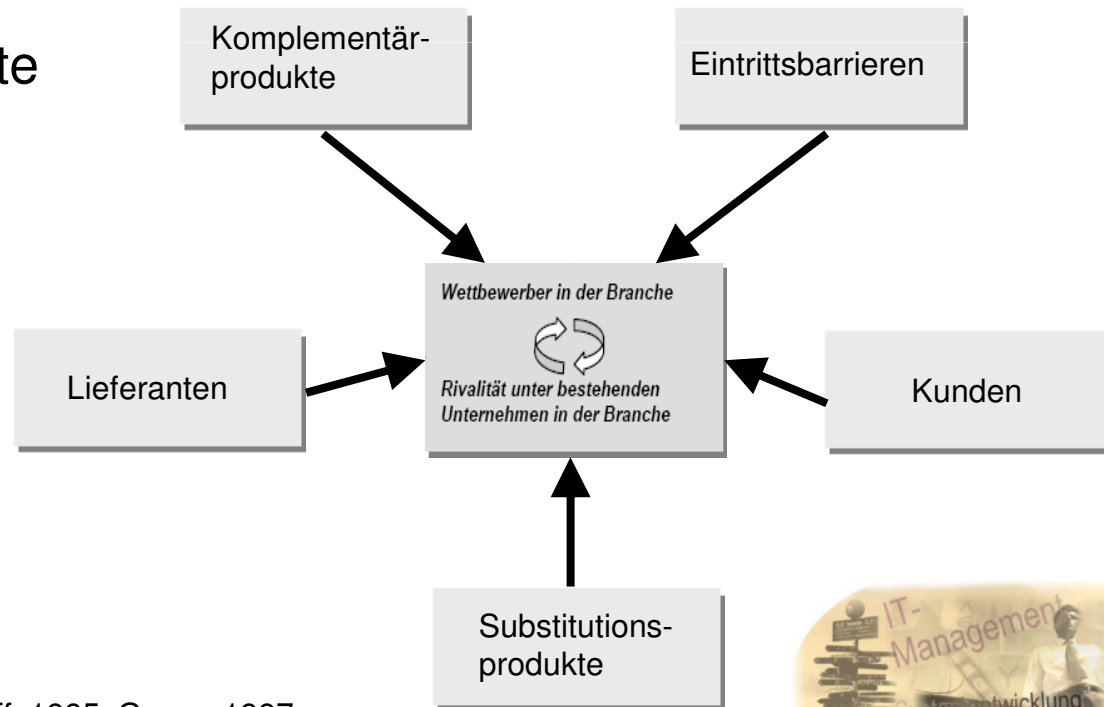 te
Komplementär-
produkte
Eintrittsbarrieren
Wettbewerber in der Branche
Rivalität unter bestehenden
Unternehmen in der Branche
Lieferanten
Kunden
Substitutions-
produkte
IT-
Management